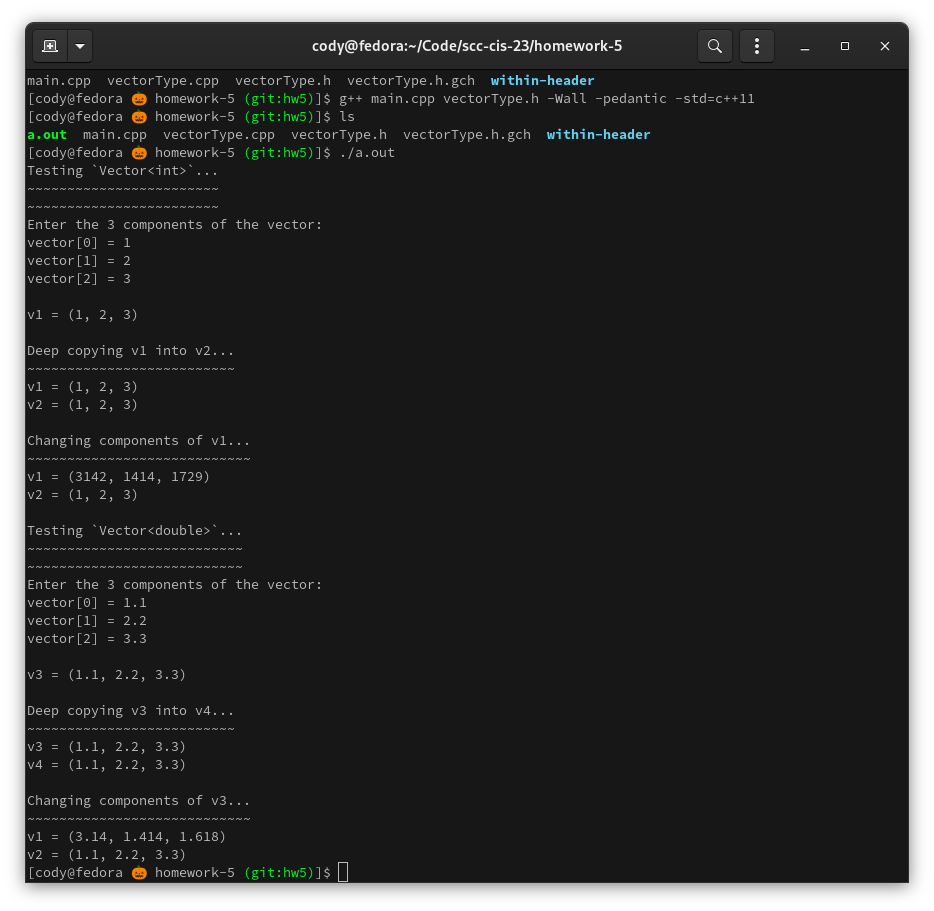 cody@fedora:~/Code/scc-cis-23/homework-5
main.cpp  vectorType.cpp  vectorType.h  vectorType.h.gch  within-header
[cody@fedora 🎃 homework-5 (git:hw5)]$ g++ main.cpp vectorType.h -Wall -pedantic -std=c++11
[cody@fedora 🎃 homework-5 (git:hw5)]$ ls
a.out  main.cpp  vectorType.cpp  vectorType.h  vectorType.h.gch  within-header
[cody@fedora 🎃 homework-5 (git:hw5)]$ ./a.out
Testing `Vector<int>`...
~~~~~~~~~~~~~~~~~~~~~~~~
~~~~~~~~~~~~~~~~~~~~~~~~
Enter the 3 components of the vector:
vector[0] = 1
vector[1] = 2
vector[2] = 3
v1 = (1, 2, 3)
Deep copying v1 into v2...
~~~~~~~~~~~~~~~~~~~~~~~~~~
v1 = (1, 2, 3)
v2 = (1, 2, 3)
Changing components of v1...
~~~~~~~~~~~~~~~~~~~~~~~~~~~~
v1 = (3142, 1414, 1729)
v2 = (1, 2, 3)
Testing `Vector<double>`...
~~~~~~~~~~~~~~~~~~~~~~~~~~~
~~~~~~~~~~~~~~~~~~~~~~~~~~~
Enter the 3 components of the vector:
vector[0] = 1.1
vector[1] = 2.2
vector[2] = 3.3
v3 = (1.1, 2.2, 3.3)
Deep copying v3 into v4...
~~~~~~~~~~~~~~~~~~~~~~~~~~
v3 = (1.1, 2.2, 3.3)
v4 = (1.1, 2.2, 3.3)
Changing components of v3...
~~~~~~~~~~~~~~~~~~~~~~~~~~~~
v1 = (3.14, 1.414, 1.618)
v2 = (1.1, 2.2, 3.3)
[cody@fedora 🎃 homework-5 (git:hw5)]$